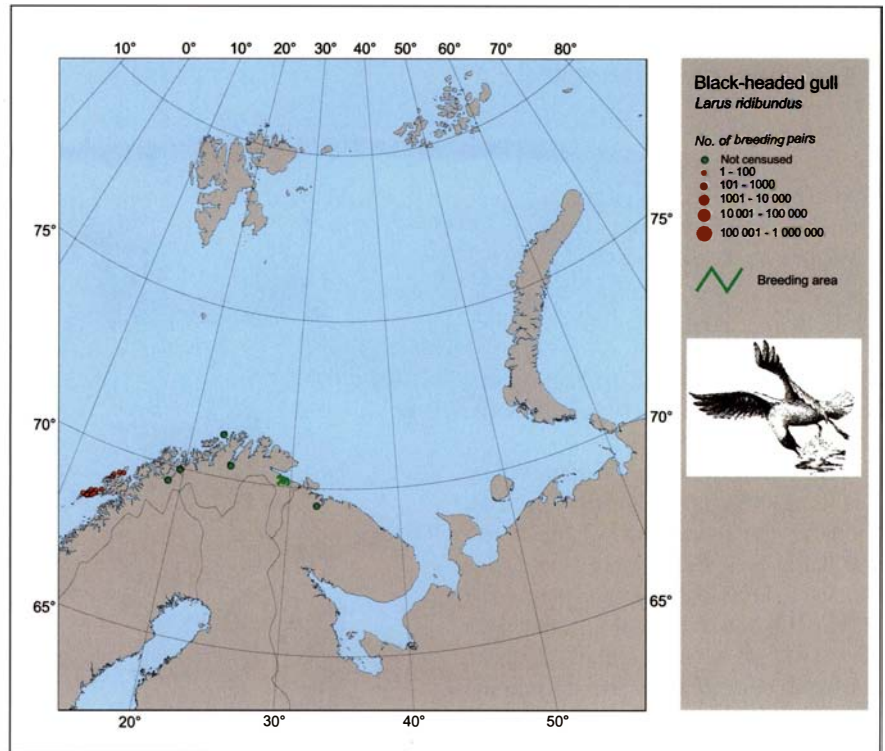 10° 0° 10° 20° 30° 40° 50° 60° 70° 80°
75° 75°
70° 70°
65° 65°
20° 30° 40° 50°
Black-headed gull
Larus ridibundus
No. of breeding pairs
Not censused
1 - 100
101 - 1000
1001 - 10 000
10 001 - 100 000
100 001 - 1 000 000
Breeding area